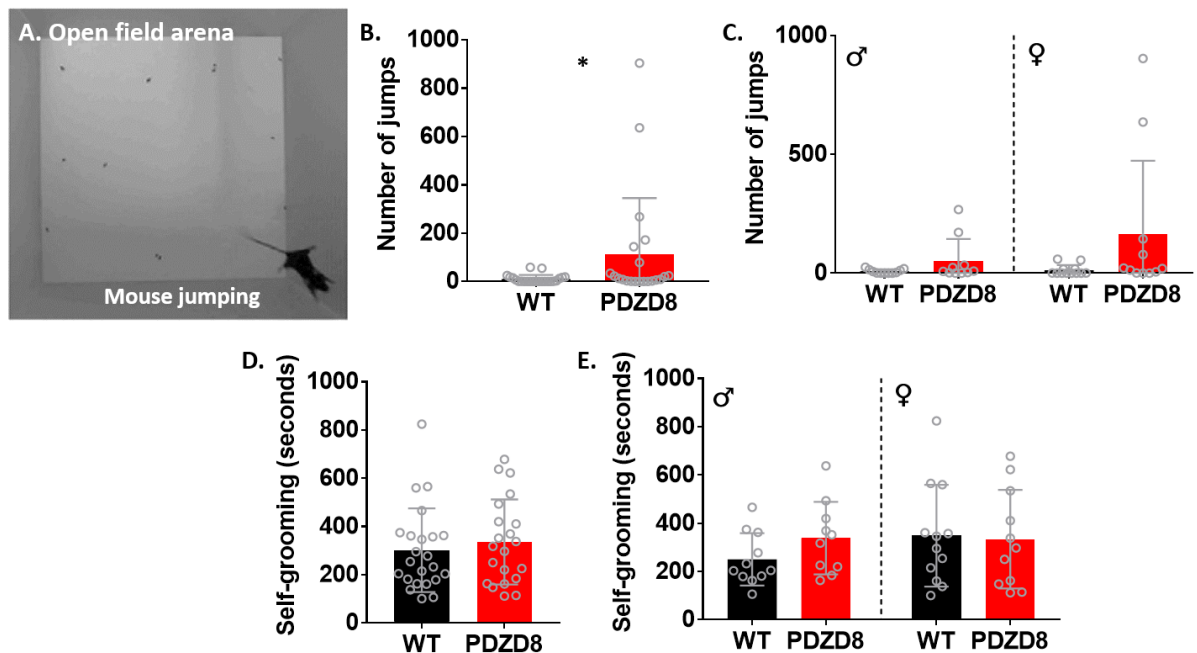 A. Open field arena
Mouse jumping
B.
Number of jumps
1000
800
600
400
200
0
*
WT
PDZD8
C.
Number of jumps
1000
500
0
♂
♀
WT
PDZD8
WT
PDZD8
D.
Self-grooming (seconds)
1000
800
600
400
200
0
WT
PDZD8
E.
Self-grooming (seconds)
1000
800
600
400
200
0
♂
♀
WT
PDZD8
WT
PDZD8